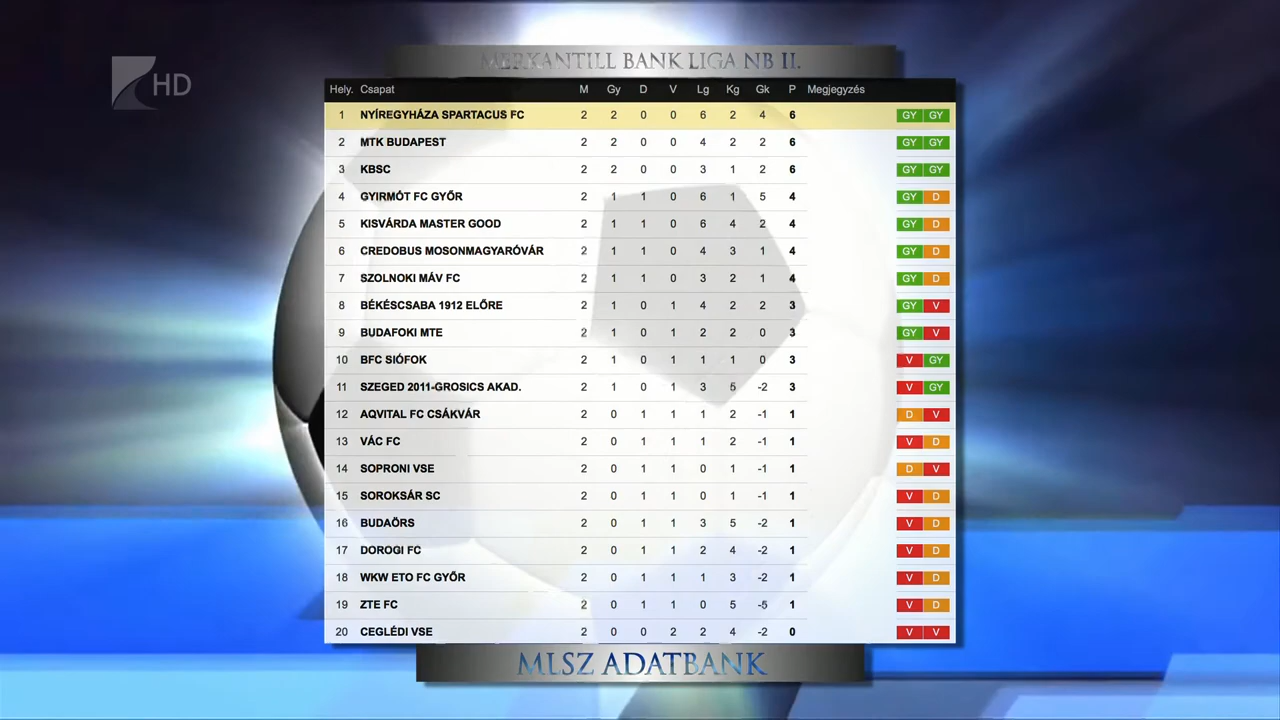 HD
MERKANTILL BANK LIGA NB II.
Hely. Csapat M Gy D V Lg Kg Gk P Megjegyzés
1 NYÍREGYHÁZA SPARTACUS FC 2 2 0 0 6 2 4 6 GY GY
2 MTK BUDAPEST 2 2 0 0 4 2 2 6 GY GY
3 KBSC 2 2 0 0 3 1 2 6 GY GY
4 GYIRMÓT FC GYŐR 2 1 1 0 6 1 5 4 GY D
5 KISVÁRDA MASTER GOOD 2 1 1 0 6 4 2 4 GY D
6 CREDOBUS MOSONMAGYARÓVÁR 2 1 1 0 4 3 1 4 GY D
7 SZOLNOKI MÁV FC 2 1 1 0 3 2 1 4 GY D
8 BÉKÉSCSABA 1912 ELŐRE 2 1 0 1 4 2 2 3 GY V
9 BUDAFOKI MTE 2 1 0 1 2 2 0 3 GY V
10 BFC SIÓFOK 2 1 0 1 1 1 0 3 V GY
11 SZEGED 2011-GROSICS AKAD. 2 1 0 1 3 5 -2 3 V GY
12 AQVITAL FC CSÁKVÁR 2 0 1 1 1 2 -1 1 D V
13 VÁC FC 2 0 1 1 1 2 -1 1 V D
14 SOPRONI VSE 2 0 1 1 0 1 -1 1 D V
15 SOROKSÁR SC 2 0 1 1 0 1 -1 1 V D
16 BUDAÖRS 2 0 1 1 3 5 -2 1 V D
17 DOROGI FC 2 0 1 1 2 4 -2 1 V D
18 WKW ETO FC GYŐR 2 0 1 1 1 3 -2 1 V D
19 ZTE FC 2 0 1 1 0 5 -5 1 V D
20 CEGLÉDI VSE 2 0 0 2 2 4 -2 0 V V
MLSZ ADATBANK